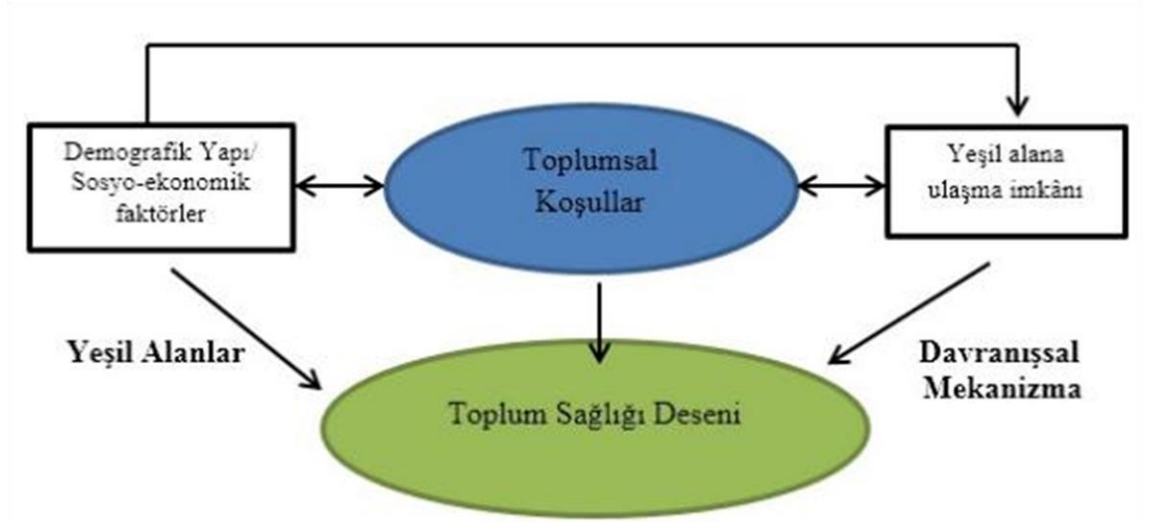 Demografik Yapı/
Sosyo-ekonomik
faktörler
Toplumsal
Koşullar
Yeşil alana
ulaşma imkânı
Yeşil Alanlar
Davranışsal
Mekanizma
Toplum Sağlığı Deseni